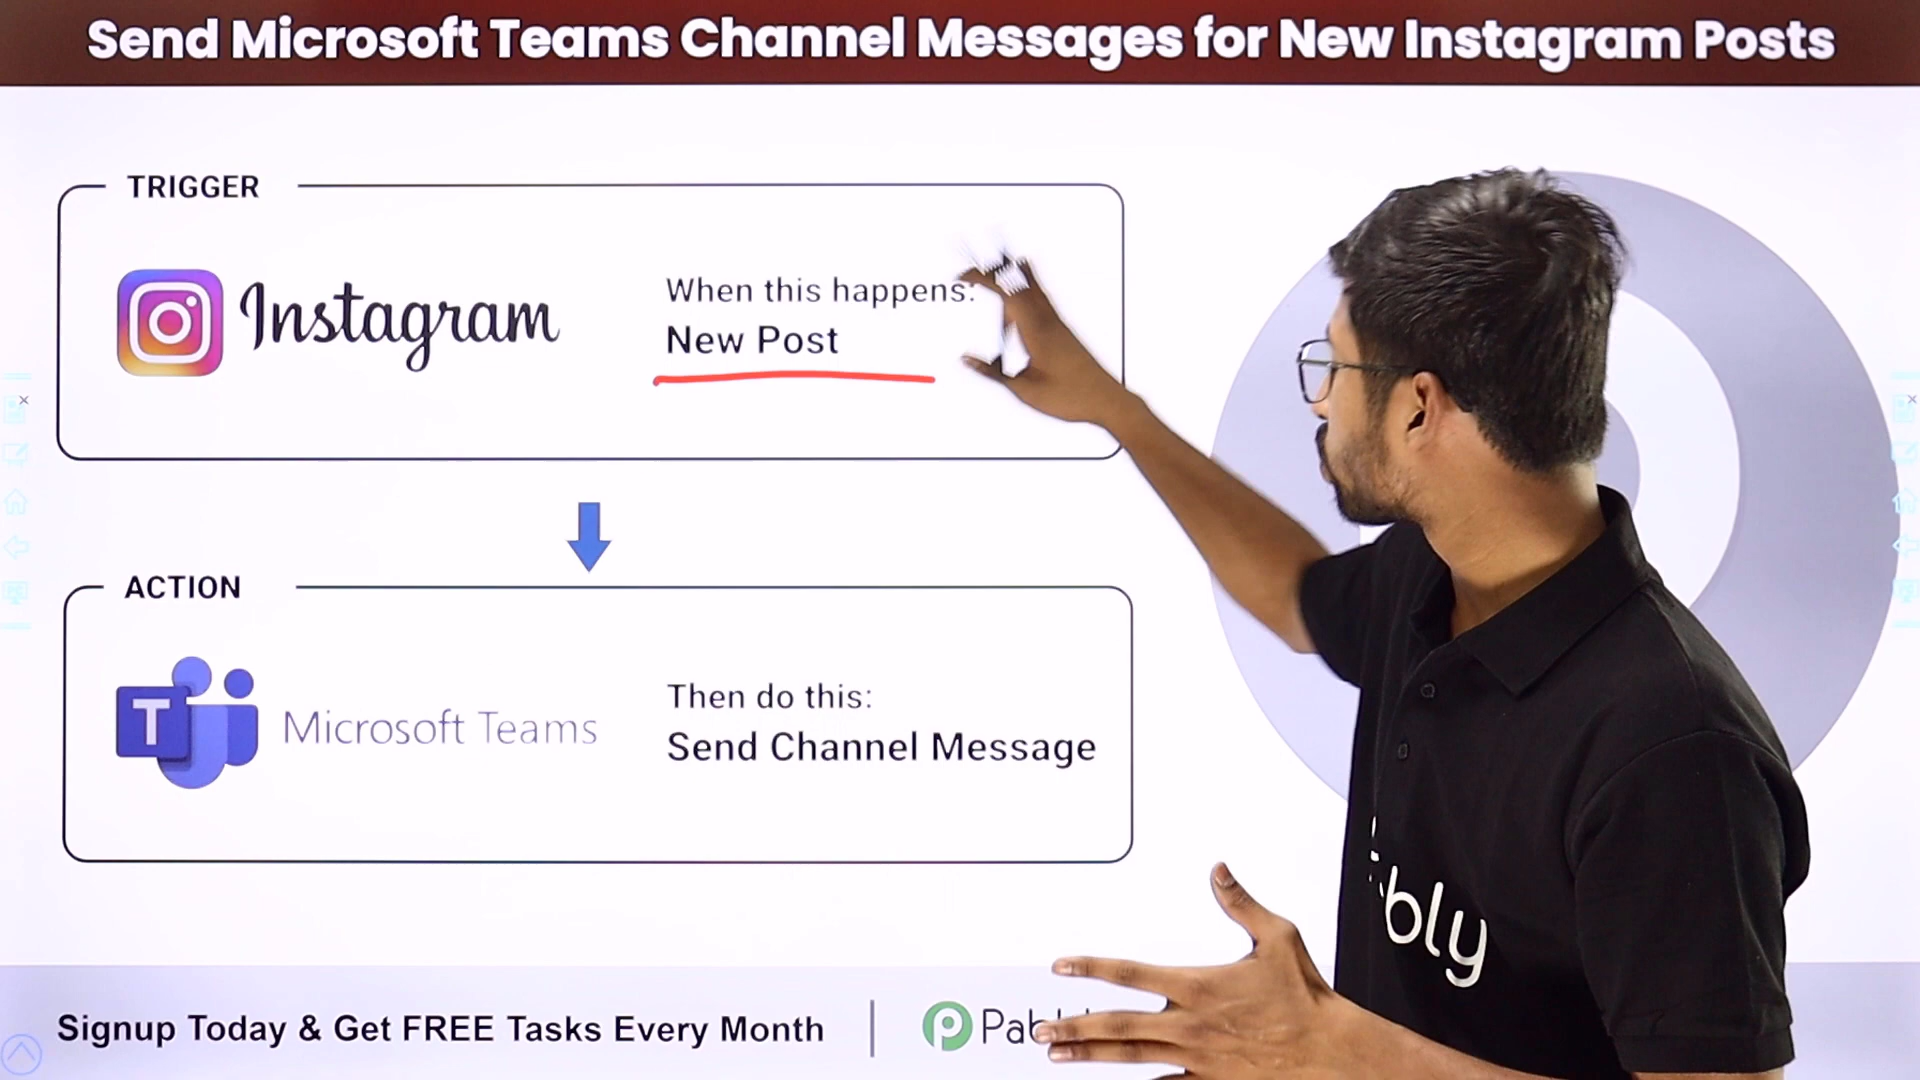 Send Microsoft Teams Channel Messages for New Instagram Posts
TRIGGER
Instagram
When this happens:
New Post
ACTION
T
Microsoft Teams
Then do this:
Send Channel Message
bly
Signup Today & Get FREE Tasks Every Month